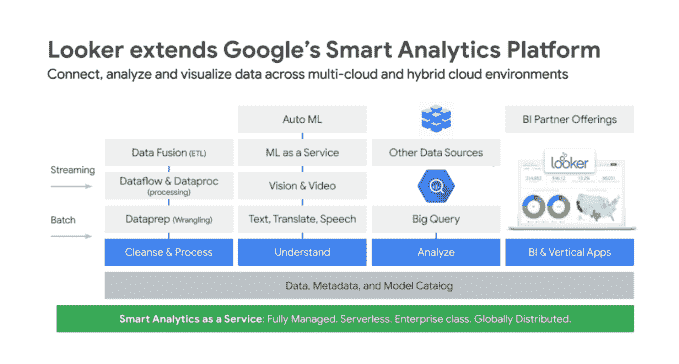 Looker extends Google's Smart Analytics Platform
Connect, analyze and visualize data across multi-cloud and hybrid cloud environments
Auto ML
BI Partner Offerings
Data Fusion (ETL)
ML as a Service
Other Data Sources
looker
Streaming
Dataflow & Dataproc
(processing)
Vision & Video
Batch
Dataprep (Wrangling)
Text, Translate, Speech
Big Query
Cleanse & Process
Understand
Analyze
BI & Vertical Apps
Data, Metadata, and Model Catalog
Smart Analytics as a Service: Fully Managed. Serverless. Enterprise class. Globally Distributed.